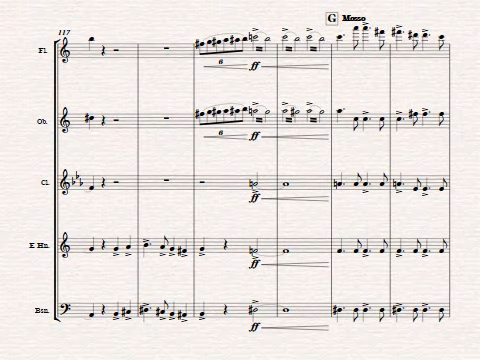 G Mosso
117
Fl.
6
ff
Ob.
6
ff
Cl.
ff
E Hn.
ff
Bsn.
ff